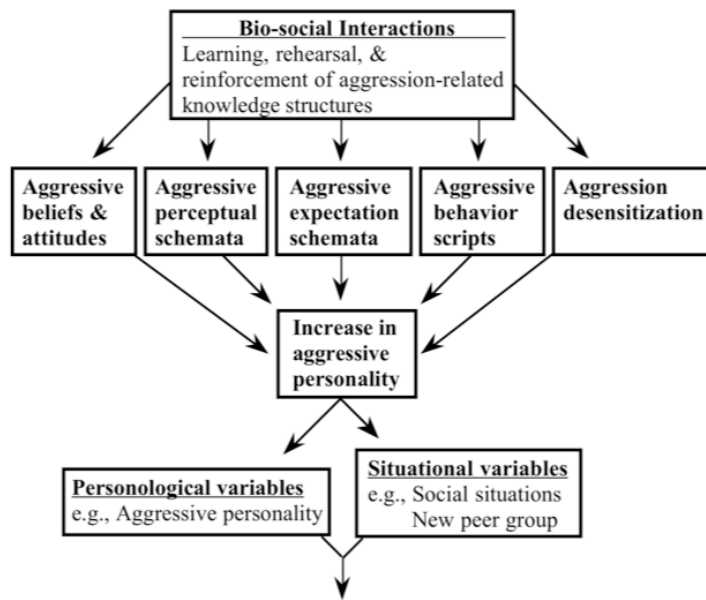 Bio-social Interactions
Learning, rehearsal, &
reinforcement of aggression-related
knowledge structures
Aggressive
beliefs &
attitudes
Aggressive
perceptual
schemata
Aggressive
expectation
schemata
Aggressive
behavior
scripts
Aggression
desensitization
Increase in
aggressive
personality
Personological variables
e.g., Aggressive personality
Situational variables
e.g., Social situations
New peer group